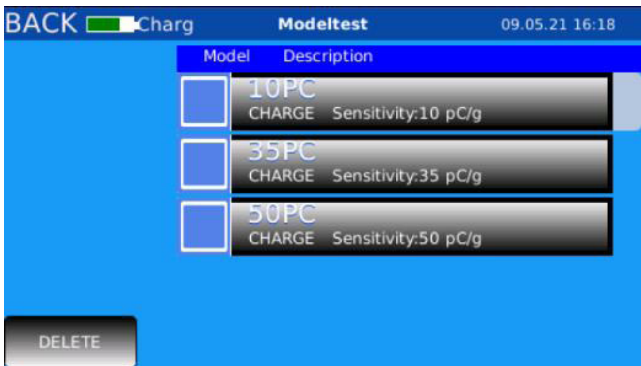 BACK Charg Modeltest 09.05.21 16:18
Model Description
10PC
CHARGE Sensitivity:10 pC/g
35PC
CHARGE Sensitivity:35 pC/g
50PC
CHARGE Sensitivity:50 pC/g
DELETE